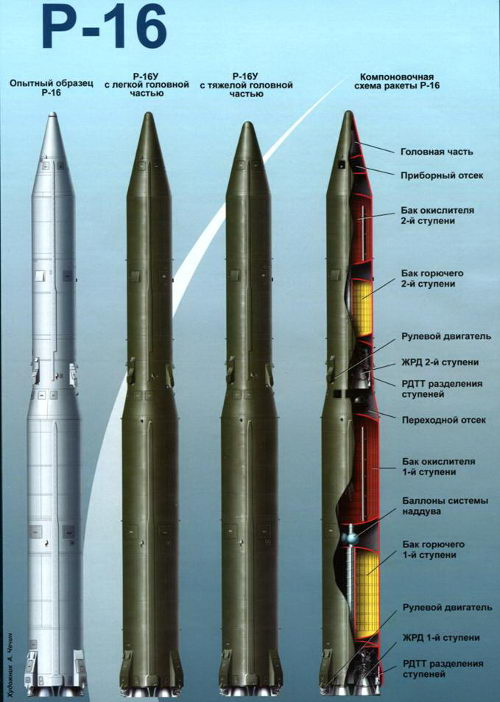 Р-16
Опытный образец
Р-16
Р-16У
с легкой головной
частью
Р-16У
с тяжелой головной
частью
Компоновочная
схема ракеты Р-16
Головная часть
Приборный отсек
Бак окислителя
2-й ступени
Бак горючего
2-й ступени
Рулевой двигатель
ЖРД 2-й ступени
РДТТ разделения
ступеней
Переходной отсек
Бак окислителя
1-й ступени
Баллоны системы
наддува
Бак горючего
1-й ступени
Рулевой двигатель
ЖРД 1-й ступени
РДТТ разделения
ступеней
Художник А. Чечин